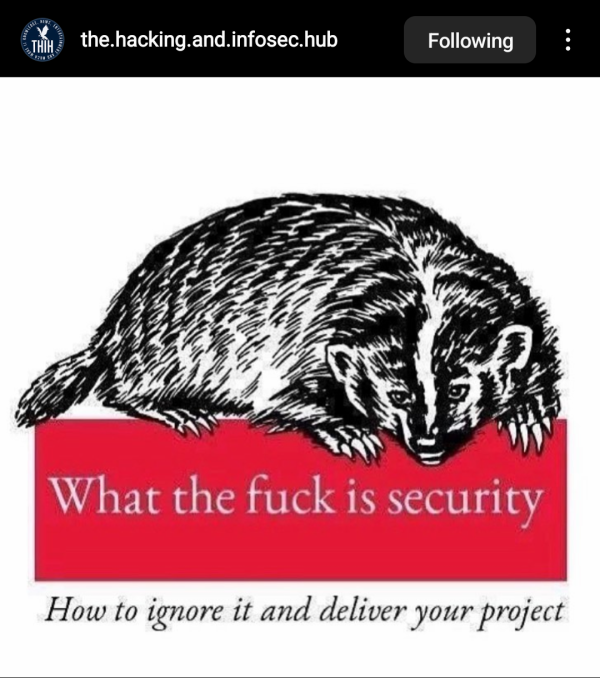 THIH
the.hacking.and.infosec.hub
Following
What the fuck is security
How to ignore it and deliver your project